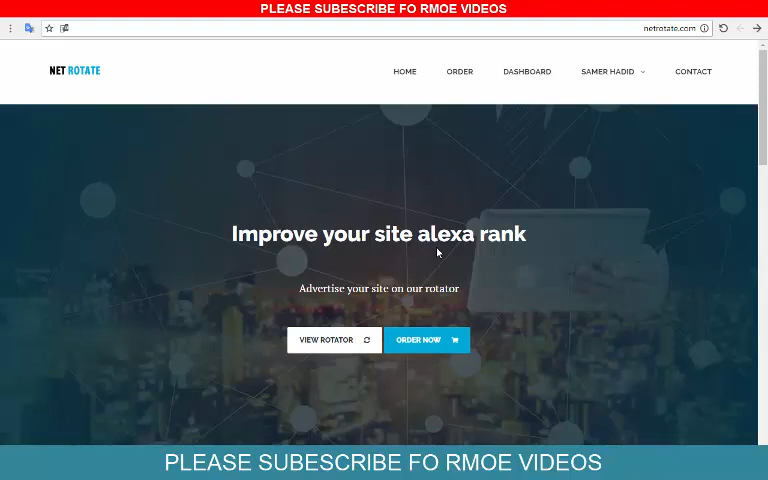 PLEASE SUBESCRIBE FO RMOE VIDEOS
netrotate.com
NET ROTATE
HOME
ORDER
DASHBOARD
SAMER HADID
CONTACT
Improve your site alexa rank
Advertise your site on our rotator
VIEW ROTATOR
ORDER NOW
PLEASE SUBESCRIBE FO RMOE VIDEOS